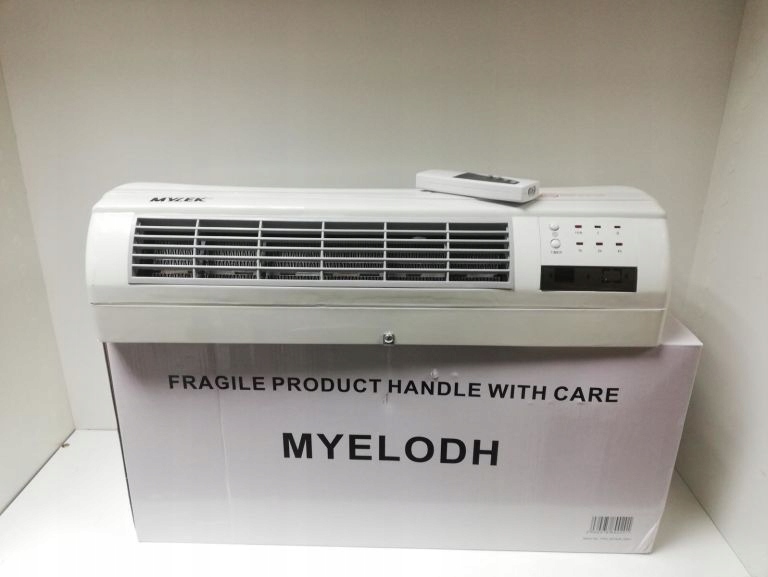 MYLEK
FRAGILE PRODUCT HANDLE WITH CARE
MYELODH